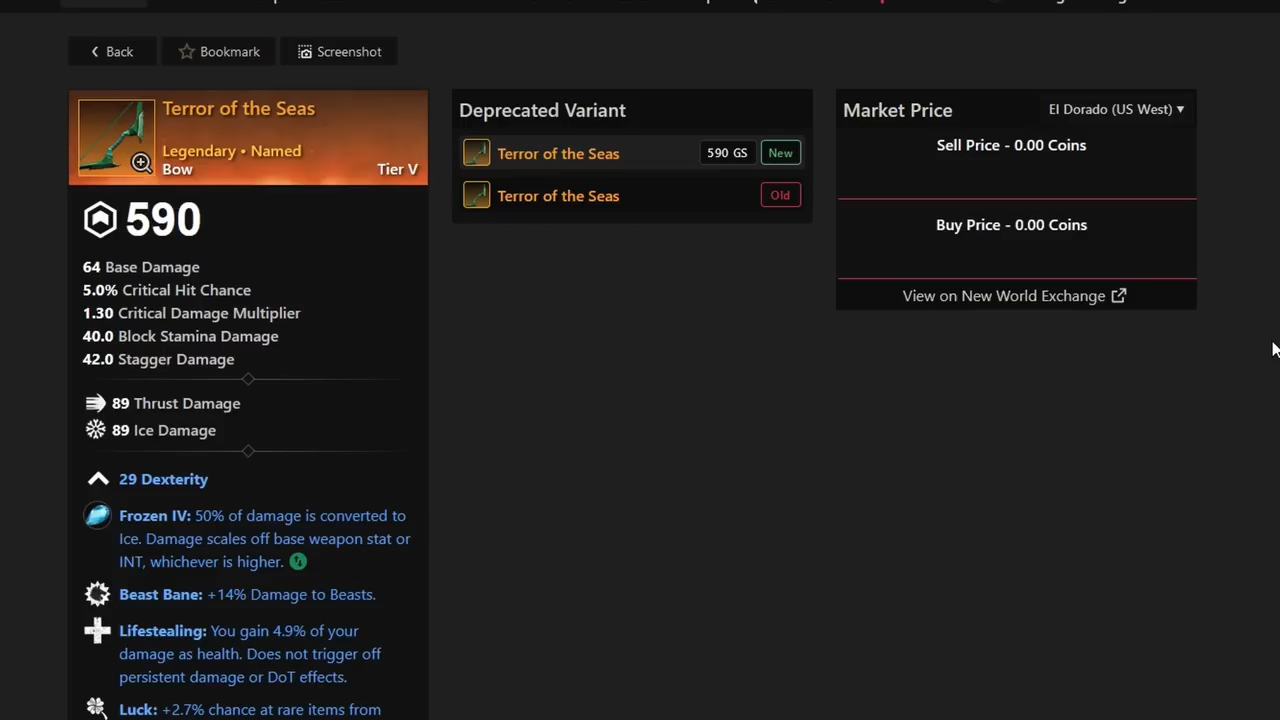 Back
Bookmark
Screenshot
Terror of the Seas
Legendary • Named
Bow
Tier V
590
64 Base Damage
5.0% Critical Hit Chance
1.30 Critical Damage Multiplier
40.0 Block Stamina Damage
42.0 Stagger Damage
89 Thrust Damage
89 Ice Damage
29 Dexterity
Frozen IV: 50% of damage is converted to
Ice. Damage scales off base weapon stat or
INT, whichever is higher.
Beast Bane: +14% Damage to Beasts.
Lifestealing: You gain 4.9% of your
damage as health. Does not trigger off
persistent damage or DoT effects.
Luck: +2.7% chance at rare items from
Deprecated Variant
Terror of the Seas
590 GS
New
Terror of the Seas
Old
Market Price
El Dorado (US West)
Sell Price - 0.00 Coins
Buy Price - 0.00 Coins
View on New World Exchange